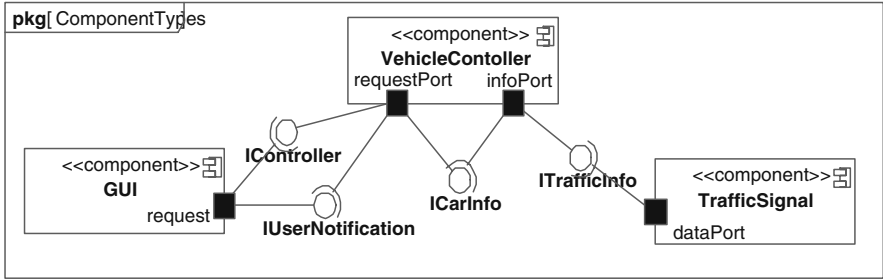 pkg[ ComponentTypes
<<component>>
VehicleContoller
requestPort infoPort
IController
<<component>>
GUI
request
IUserNotification
ICarInfo
ITrafficInfo
<<component>>
TrafficSignal
dataPort